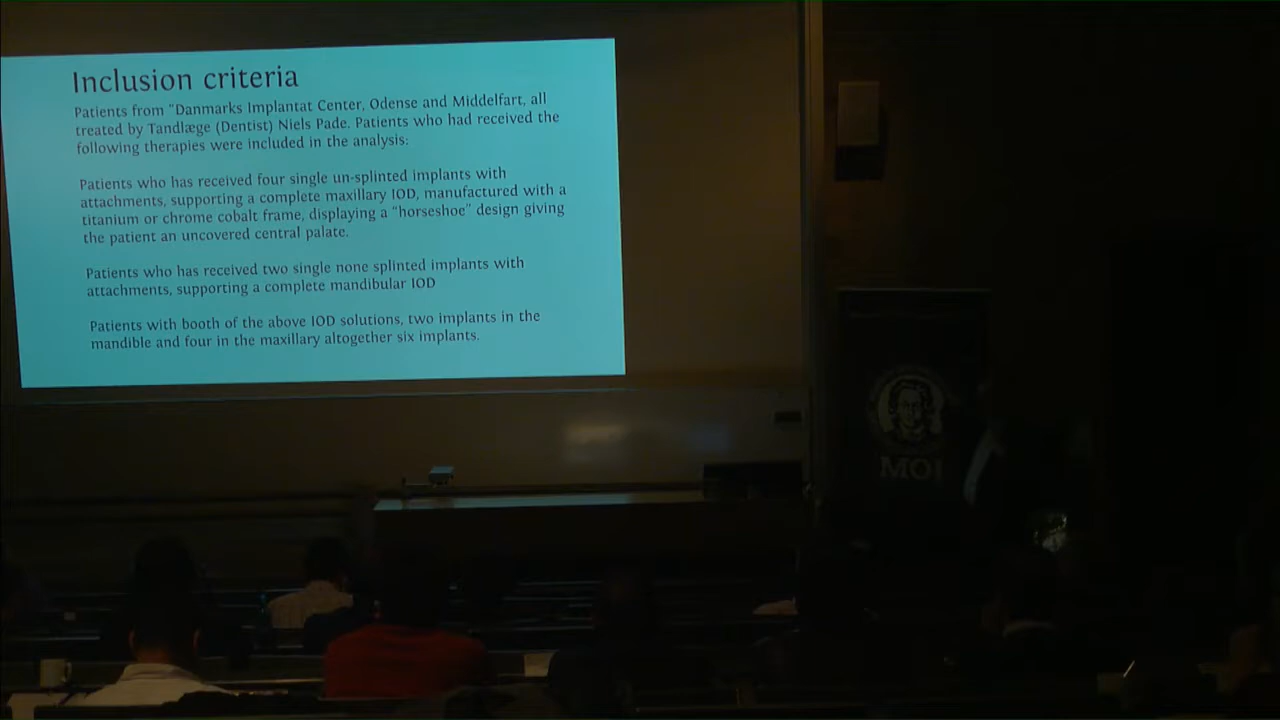 Inclusion criteria
Patients from "Danmarks Implantat Center, Odense and Middelfart, all
treated by Tandlæge (Dentist) Niels Pade. Patients who had received the
following therapies were included in the analysis:
Patients who has received four single un-splinted implants with
attachments, supporting a complete maxillary IOD, manufactured with a
titanium or chrome cobalt frame, displaying a "horseshoe" design giving
the patient an uncovered central palate.
Patients who has received two single none splinted implants with
attachments, supporting a complete mandibular IOD
Patients with booth of the above IOD solutions, two implants in the
mandible and four in the maxillary altogether six implants.
MOI